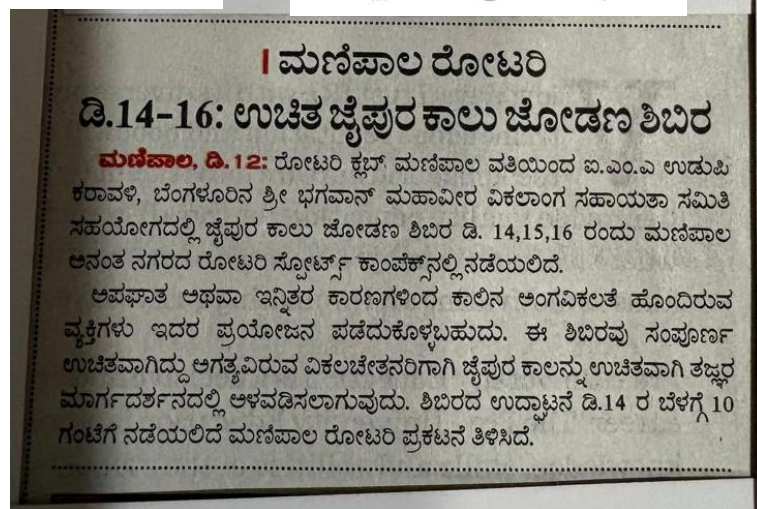 ಮಣಿಪಾಲ ರೋಟರಿ
ಡಿ.14-16: ಉಚಿತ ಜೈಪುರ ಕಾಲು ಜೋಡಣ ಶಿಬಿರ
ಮಣಿಪಾಲ, ಡಿ.12: ರೋಟರಿ ಕ್ಲಬ್ ಮಣಿಪಾಲ ವತಿಯಿಂದ ಐ.ಎಂ.ಎ ಉಡುಪಿ
ಕರಾವಳಿ, ಬೆಂಗಳೂರಿನ ಶ್ರೀ ಭಗವಾನ್ ಮಹಾವೀರ ವಿಕಲಾಂಗ ಸಹಾಯತಾ ಸಮಿತಿ
ಸಹಯೋಗದಲ್ಲಿ ಜೈಪುರ ಕಾಲು ಜೋಡಣ ಶಿಬಿರ ಡಿ. 14,15,16 ರಂದು ಮಣಿಪಾಲ
ಅನಂತ ನಗರದ ರೋಟರಿ ಸ್ಪೋರ್ಟ್ಸ್ ಕಾಂಪೆಕ್ಸ್‌ನಲ್ಲಿ ನಡೆಯಲಿದೆ.
ಅಪಘಾತ ಅಥವಾ ಇನ್ನಿತರ ಕಾರಣಗಳಿಂದ ಕಾಲಿನ ಅಂಗವಿಕಲತೆ ಹೊಂದಿರುವ
ವ್ಯಕ್ತಿಗಳು ಇದರ ಪ್ರಯೋಜನ ಪಡೆದುಕೊಳ್ಳಬಹುದು. ಈ ಶಿಬಿರವು ಸಂಪೂರ್ಣ
ಉಚಿತವಾಗಿದ್ದು ಅಗತ್ಯವಿರುವ ವಿಕಲಚೇತನರಿಗಾಗಿ ಜೈಪುರ ಕಾಲನ್ನು ಉಚಿತವಾಗಿ ತಜ್ಞರ
ಮಾರ್ಗದರ್ಶನದಲ್ಲಿ ಅಳವಡಿಸಲಾಗುವುದು. ಶಿಬಿರದ ಉದ್ಘಾಟನೆ ಡಿ.14 ರ ಬೆಳಗ್ಗೆ 10
ಗಂಟೆಗೆ ನಡೆಯಲಿದೆ ಮಣಿಪಾಲ ರೋಟರಿ ಪ್ರಕಟನೆ ತಿಳಿಸಿದೆ.